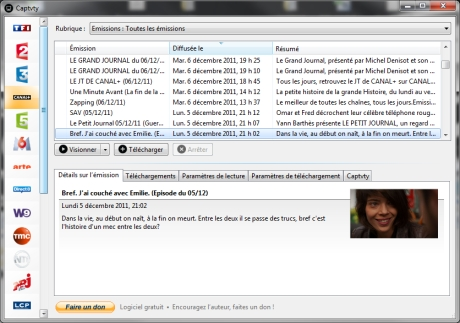 Captvty
Rubrique : Emissions : Toutes les émissions
Émission Diffusée le Résumé
LE GRAND JOURNAL du 06/12/... Mar. 6 décembre 2011, 19 h 25 Le Grand Journal, présenté par Michel Denisot et son ...
LE GRAND JOURNAL du 06/12/... Mar. 6 décembre 2011, 19 h 10 Le Grand Journal, présenté par Michel Denisot et son ...
LE JT DE CANAL+ (06/12/11) Mar. 6 décembre 2011, 18 h 45 Tous les jours, retrouvez le JT de CANAL+ sur CANAL...
Une Minute Avant (La fin de la ... Mar. 6 décembre 2011, 14 h 24 La petite histoire de la grande Histoire, du lundi au ve...
Zapping (06/12/11) Mar. 6 décembre 2011, 13 h 37 Le meilleur de toutes les chaînes, tous les jours.Emissi...
SAV (05/12/11) Lun. 5 décembre 2011, 21 h 08 Omar et Fred décrochent leur célèbre téléphone roug...
Le Petit Journal 05/12 (Guerr... Lun. 5 décembre 2011, 21 h 06 Yann Barthès présente LE PETIT JOURNAL, un regard ...
Bref. J'ai couché avec Emilie. (... Lun. 5 décembre 2011, 21 h 02 Dans la vie, au début on naît, à la fin on meurt. Entre l...
Visionner Télécharger Arrêter
Détails sur l'émission Téléchargements Paramètres de lecture Paramètres de téléchargement Captvty
Bref. J'ai couché avec Emilie. (Episode du 05/12)
Lundi 5 décembre 2011, 21:02
Dans la vie, au début on naît, à la fin on meurt. Entre les deux il se passe des trucs, bref c'est
l'histoire d'un mec entre les deux?
Faire un don Logiciel gratuit • Encouragez l'auteur, faites un don !
TF1
2
3
CANAL+
5
M6
arte
Direct8
W9
TMC
NT1
NRJ
LCP